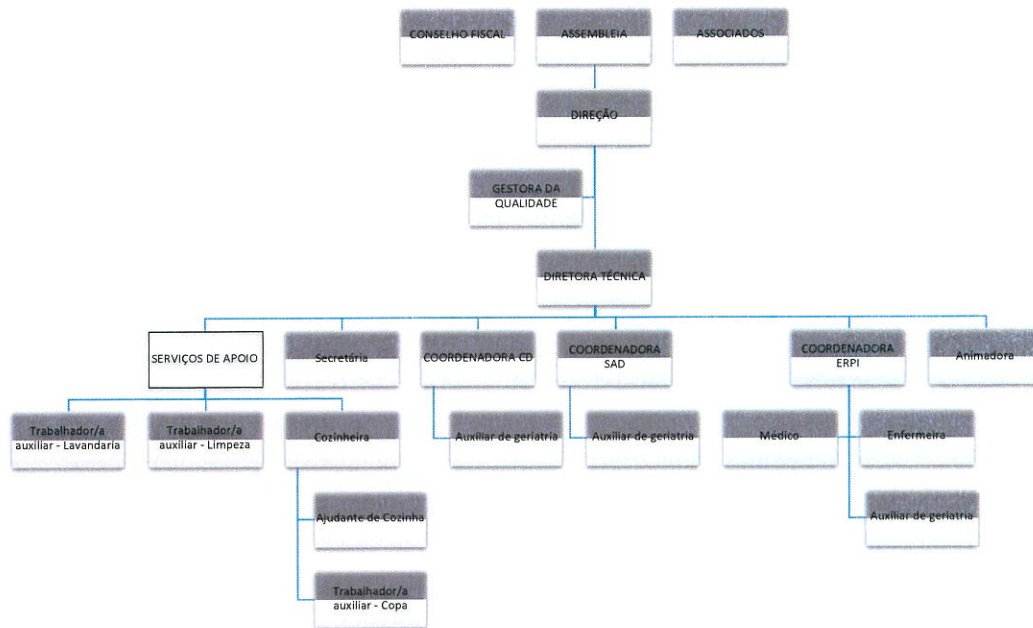 CONSELHO FISCAL
ASSEMBLEIA
ASSOCIADOS
DIREÇÃO
GESTORA DA
QUALIDADE
DIRETORA TÉCNICA
SERVIÇOS DE APOIO
Secretária
COORDENADORA CD
COORDENADORA
SAD
COORDENADORA
ERPI
Animadora
Trabalhador/a
auxiliar - Lavandaria
Trabalhador/a
auxiliar - Limpeza
Cozinheira
Auxiliar de geriatria
Auxiliar de geriatria
Médico
Enfermeira
Ajudante de Cozinha
Auxiliar de geriatria
Trabalhador/a
auxiliar - Copa